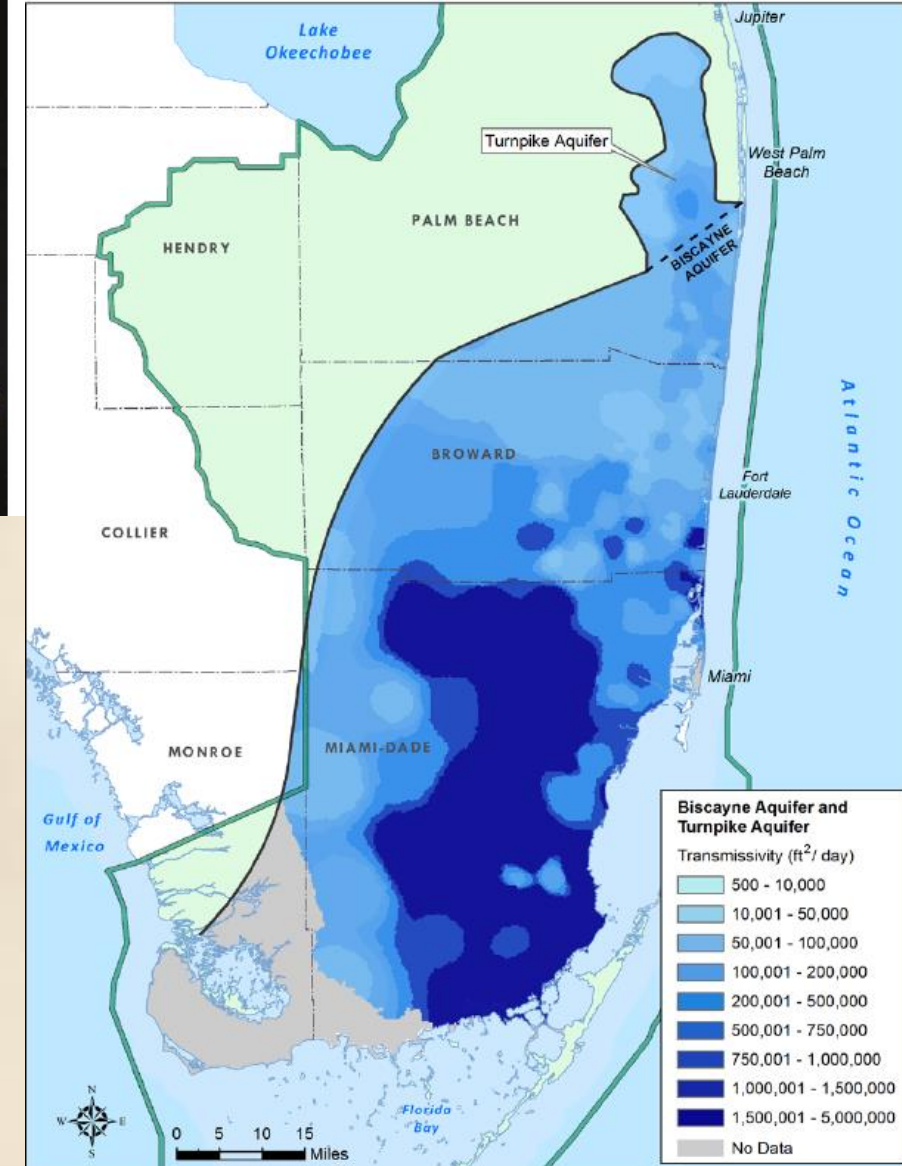 Jupiter
Lake
Okeechobee
Turnpike Aquifer
West Palm
Beach
PALM BEACH
HENDRY
BISCAYNE
AQUIFER
Atlantic Ocean
BROWARD
Fort
Lauderdale
COLLIER
Miami
MONROE
MIAMI-DADE
Gulf of
Mexico
Biscayne Aquifer and
Turnpike Aquifer
Transmissivity (ft²/ day)
500 - 10,000
10,001 - 50,000
50,001 - 100,000
100,001 - 200,000
200,001 - 500,000
500,001 - 750,000
750,001 - 1,000,000
1,000,001 - 1,500,000
1,500,001 - 5,000,000
No Data
N
W E
S
0 5 10 15
Miles
Florida
Bay